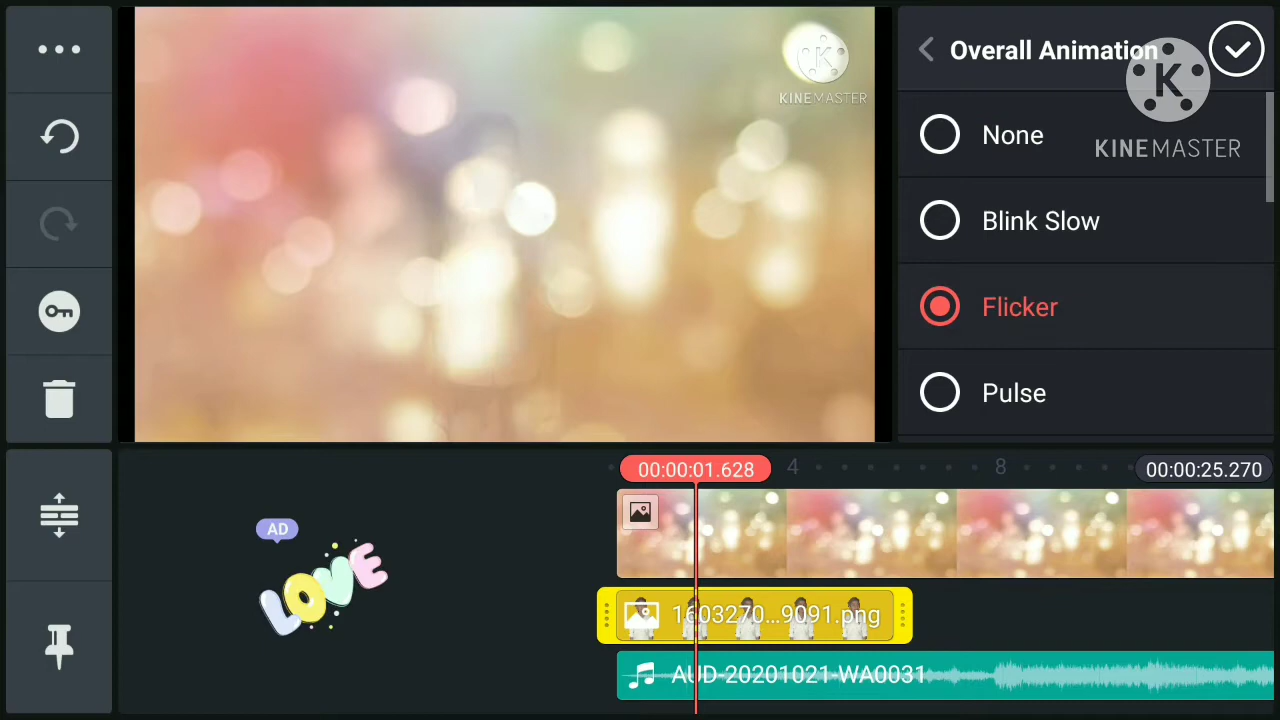 KINEMASTER
Overall Animation
K
KINEMASTER
None
Blink Slow
Flicker
Pulse
00:00:01.628
4
8
00:00:25.270
AD
LOVE
1603270...9091.png
AUD-20201021-WA0031